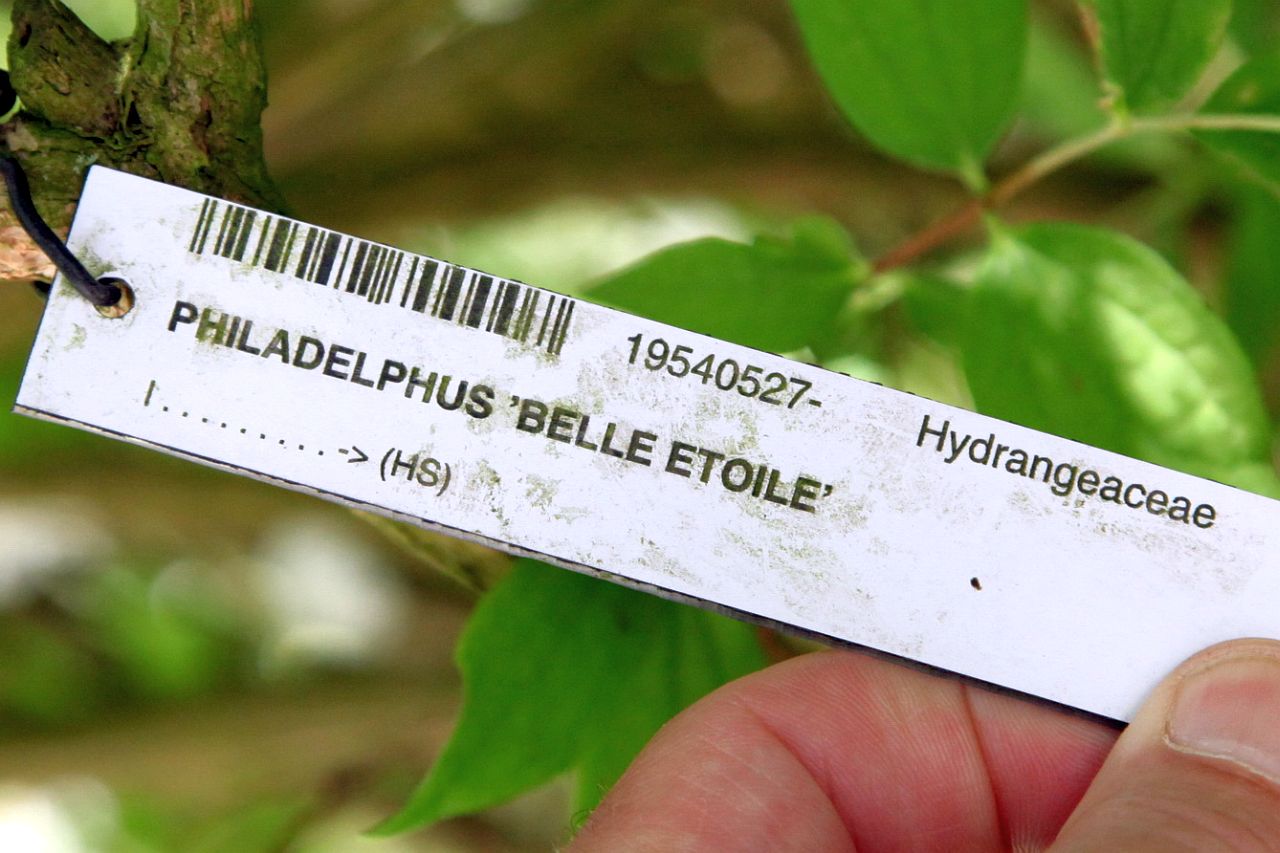 19540527-
Hydrangeaceae
PHILADELPHUS 'BELLE ETOILE'
|..........-> (HS)